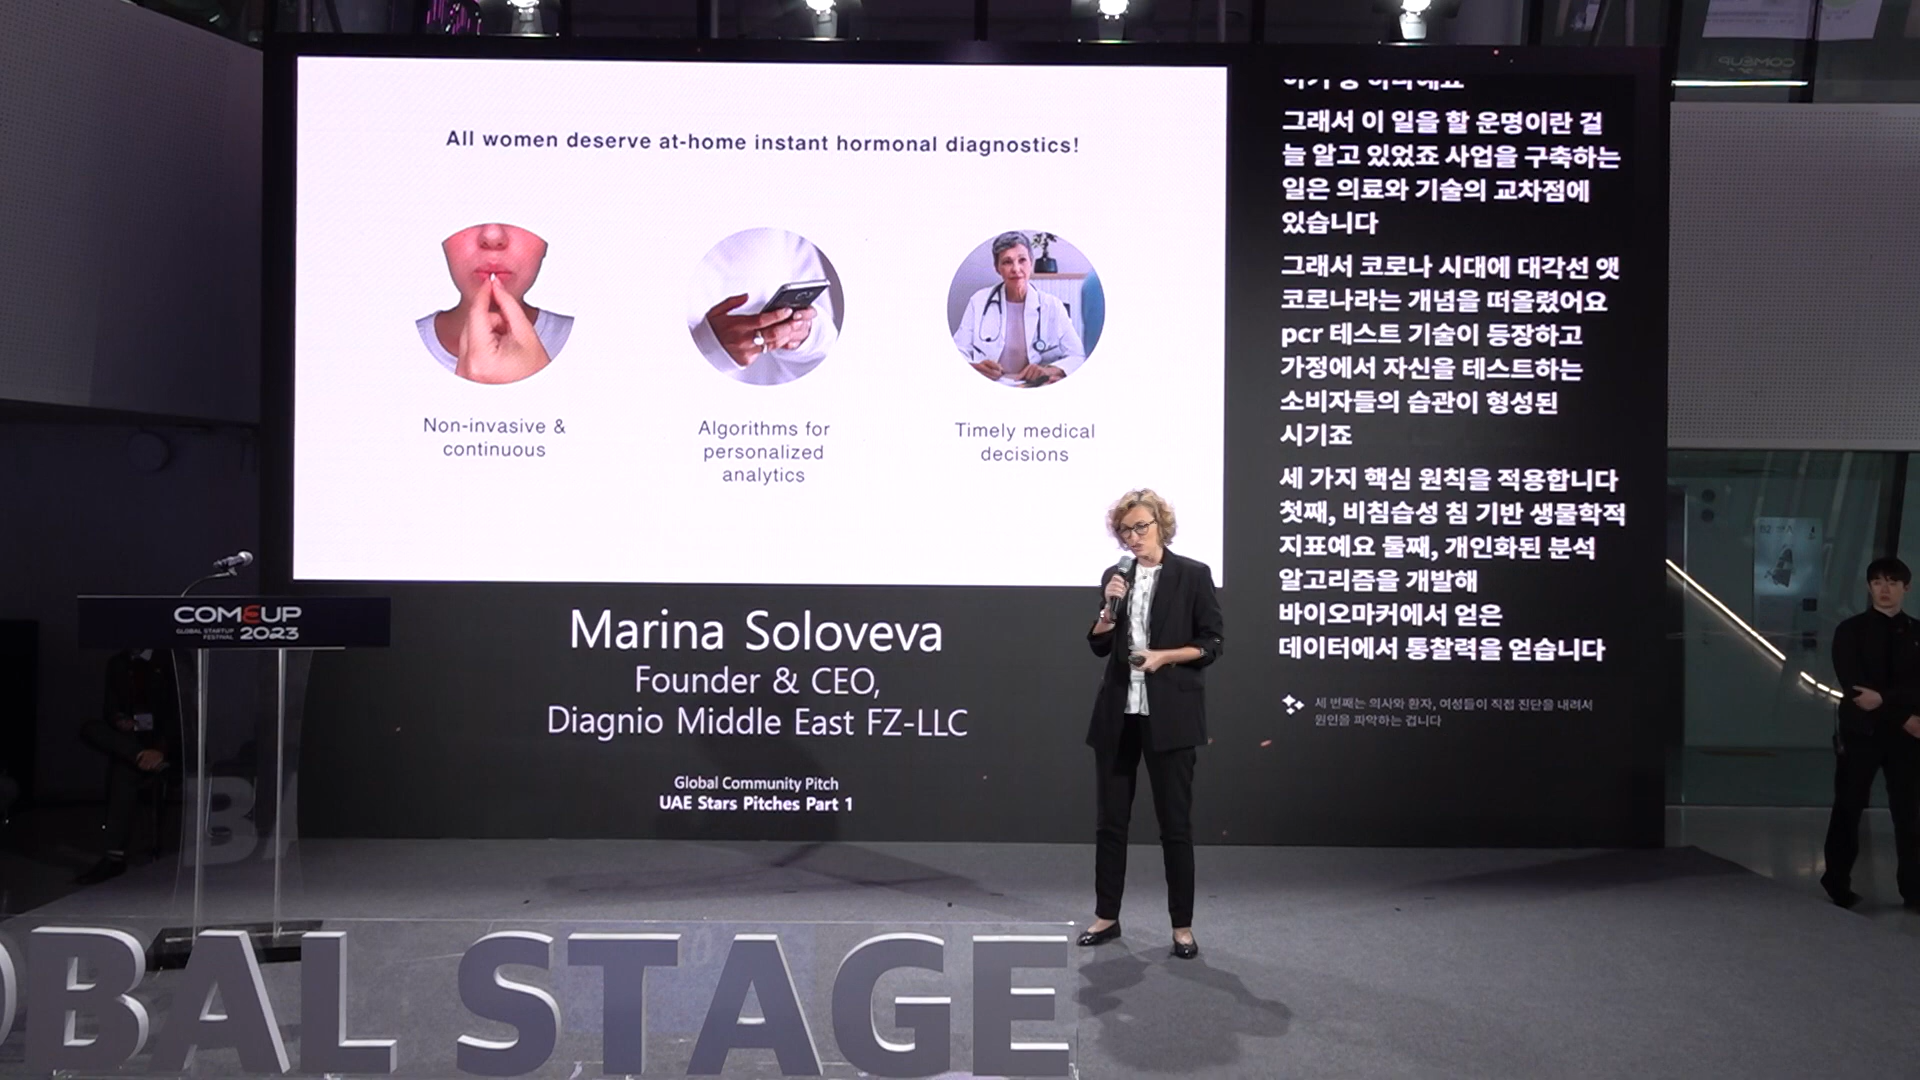 All women deserve at-home instant hormonal diagnostics!
Non-invasive &
continuous
Algorithms for
personalized
analytics
Timely medical
decisions
Marina Soloveva
Founder & CEO,
Diagnio Middle East FZ-LLC
Global Community Pitch
UAE Stars Pitches Part 1
그래서 이 일을 할 운명이란 걸
늘 알고 있었죠 사업을 구축하는
일은 의료와 기술의 교차점에
있습니다
그래서 코로나 시대에 대각선 앳
코로나라는 개념을 떠올렸어요
pcr 테스트 기술이 등장하고
가정에서 자신을 테스트하는
소비자들의 습관이 형성된
시기죠
세 가지 핵심 원칙을 적용합니다
첫째, 비침습성 침 기반 생물학적
지표예요 둘째, 개인화된 분석
알고리즘을 개발해
바이오마커에서 얻은
데이터에서 통찰력을 얻습니다
세 번째는 의사와 환자, 여성들이 직접 진단을 내려서
원인을 파악하는 겁니다
COMEUP
GLOBAL STARTUP
FESTIVAL 2023
BAL STAGE